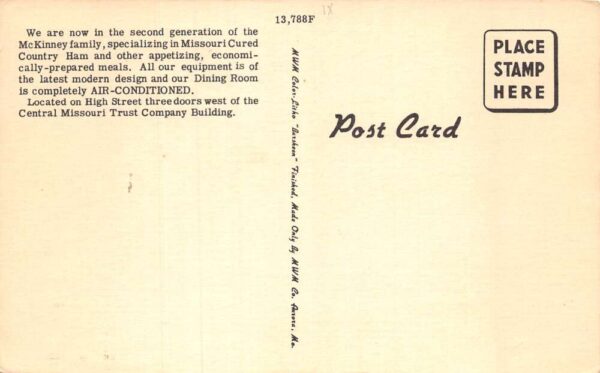 13,788F
We are now in the second generation of the
McKinney family, specializing in Missouri Cured
Country Ham and other appetizing, economi-
cally-prepared meals. All our equipment is of
the latest modern design and our Dining Room
is completely AIR-CONDITIONED.
Located on High Street three doors west of the
Central Missouri Trust Company Building.
MWM Color-Litho "Darsheen" Finished, Made Only by MWM Co. Aurora, Mo.
Post Card
PLACE
STAMP
HERE